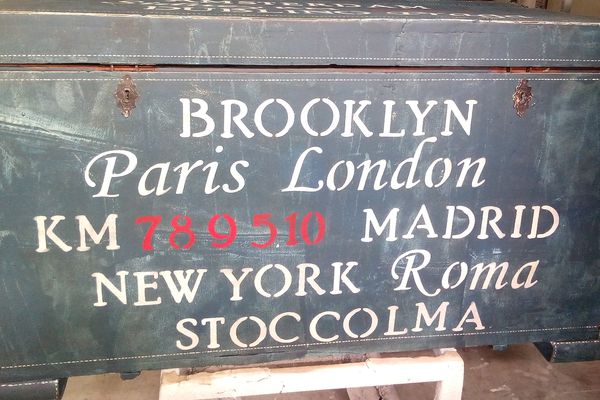 BROOKLYN
Paris London
KM 789510 MADRID
NEW YORK Roma
STOCCOLMA